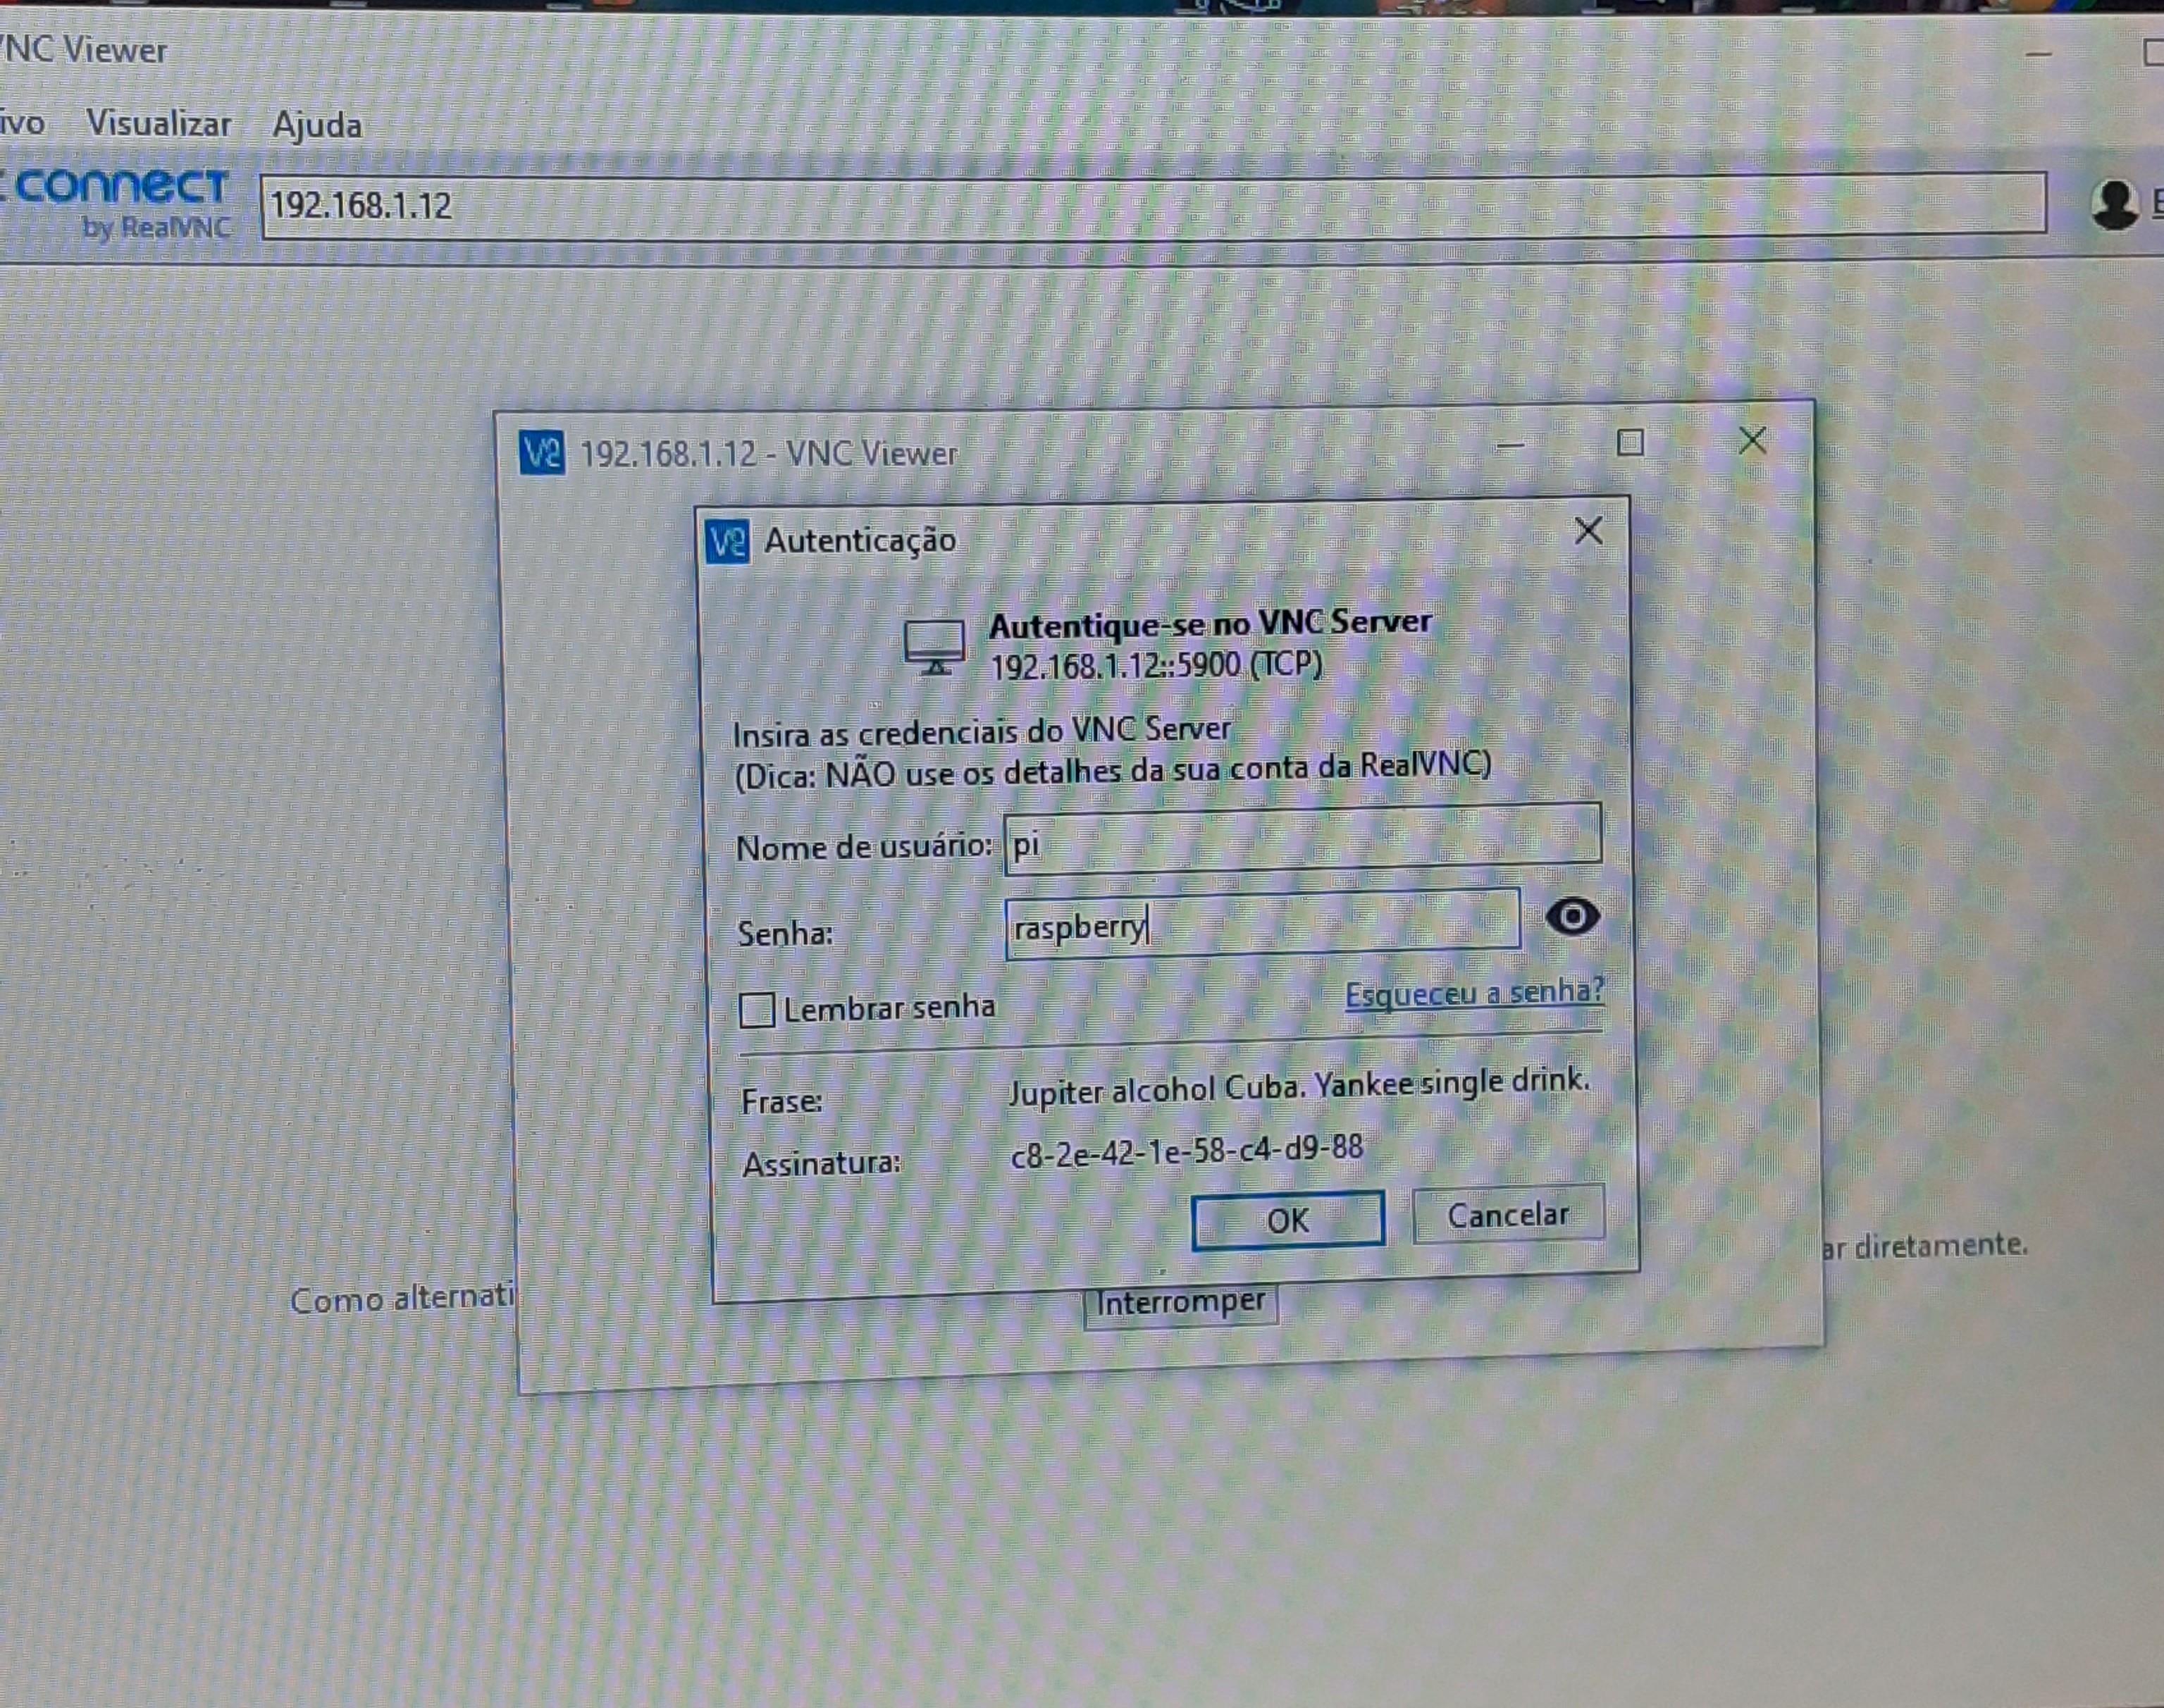 VNC Viewer
ivo Visualizar Ajuda
connect
by RealVNC
192.168.1.12
E
192.168.1.12 - VNC Viewer
Autenticação
Autentique-se no VNC Server
192.168.1.12::5900 (TCP)
Insira as credenciais do VNC Server
(Dica: NÃO use os detalhes da sua conta da RealVNC)
Nome de usuário: pi
Senha: raspberry
Lembrar senha Esqueceu a senha?
Frase: Jupiter alcohol Cuba. Yankee single drink.
Assinatura: c8-2e-42-1e-58-c4-d9-88
OK Cancelar
Como alternati ar diretamente.
Interromper